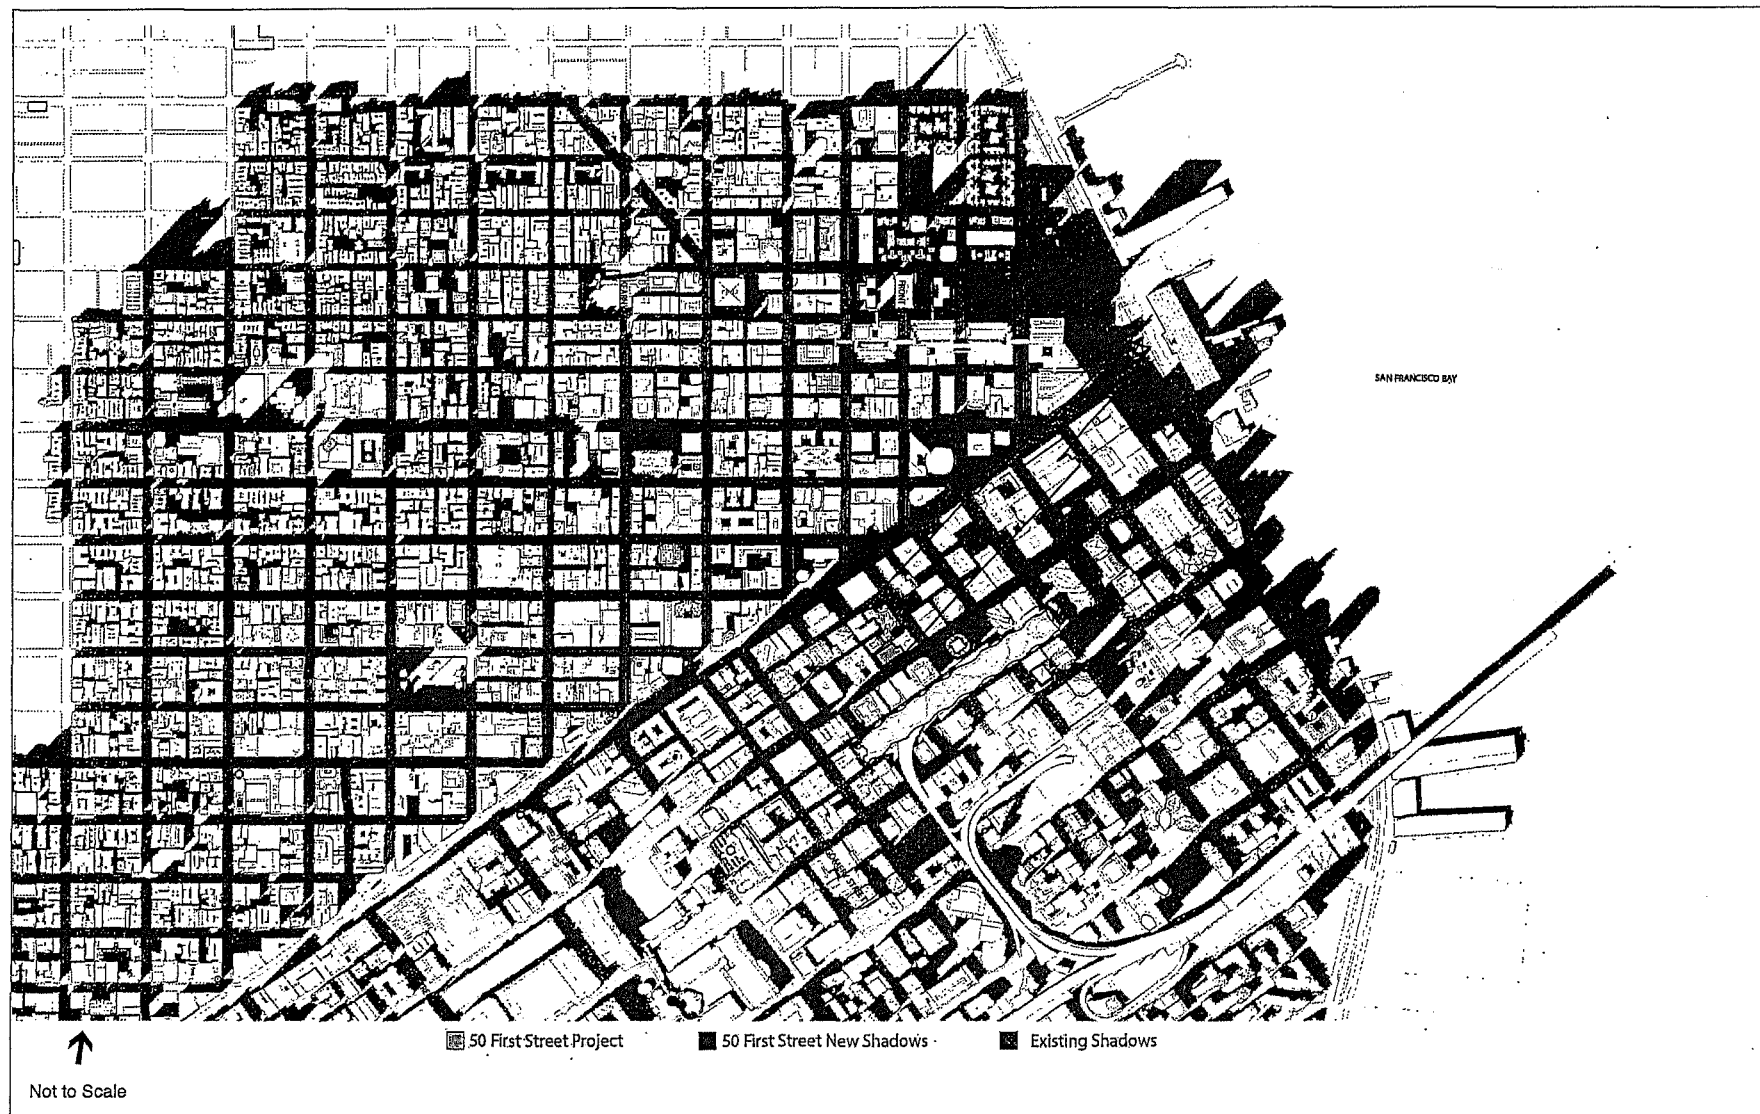 SAN FRANCISCO BAY
50 First Street Project
50 First Street New Shadows
Existing Shadows
Not to Scale